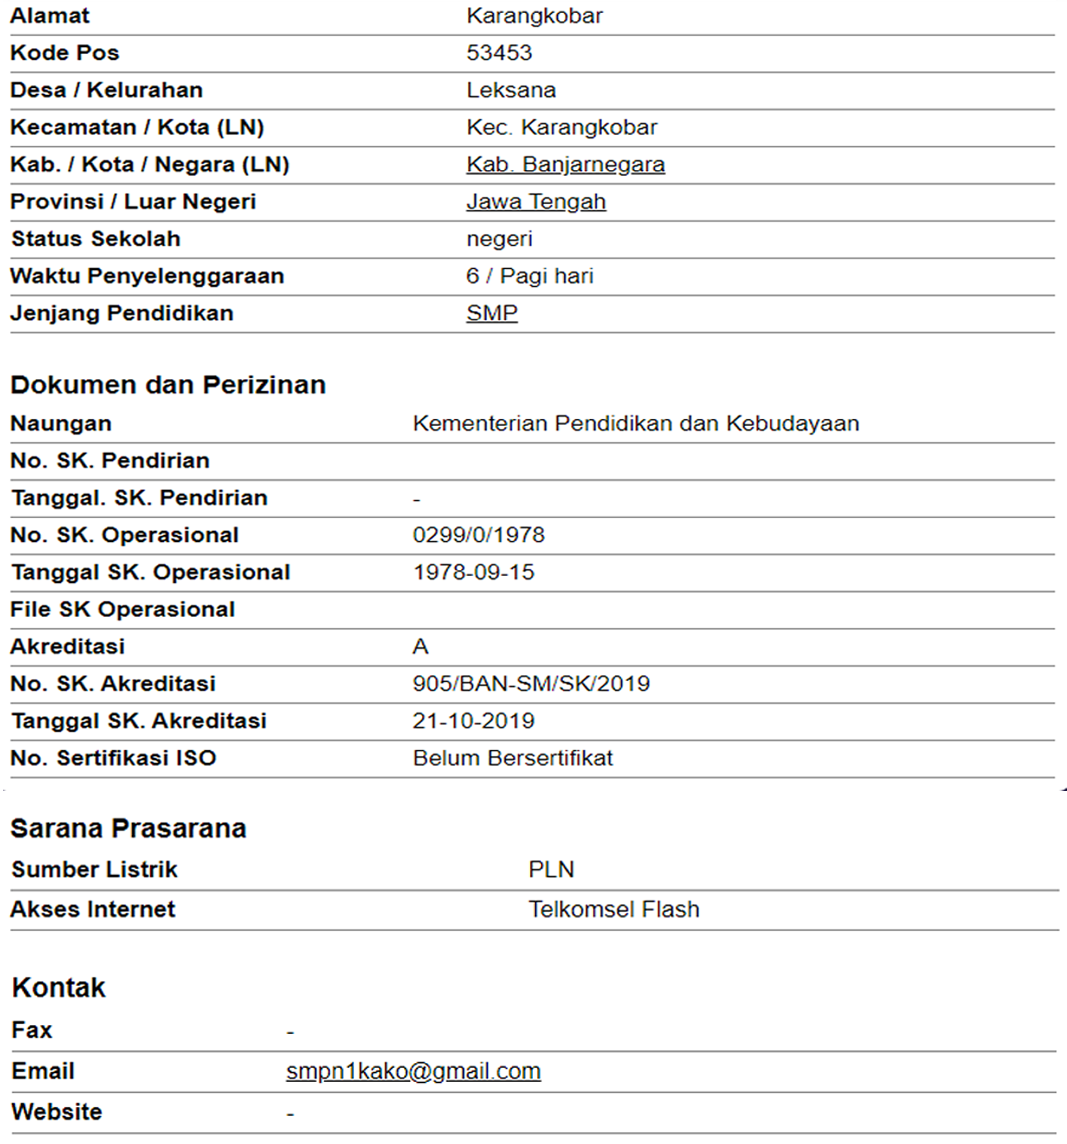 Alamat Karangkobar
Kode Pos 53453
Desa / Kelurahan Leksana
Kecamatan / Kota (LN) Kec. Karangkobar
Kab. / Kota / Negara (LN) Kab. Banjarnegara
Provinsi / Luar Negeri Jawa Tengah
Status Sekolah negeri
Waktu Penyelenggaraan 6 / Pagi hari
Jenjang Pendidikan SMP
Dokumen dan Perizinan
Naungan Kementerian Pendidikan dan Kebudayaan
No. SK. Pendirian
Tanggal. SK. Pendirian -
No. SK. Operasional 0299/0/1978
Tanggal SK. Operasional 1978-09-15
File SK Operasional
Akreditasi A
No. SK. Akreditasi 905/BAN-SM/SK/2019
Tanggal SK. Akreditasi 21-10-2019
No. Sertifikasi ISO Belum Bersertifikat
Sarana Prasarana
Sumber Listrik PLN
Akses Internet Telkomsel Flash
Kontak
Fax -
Email smpn1kako@gmail.com
Website -